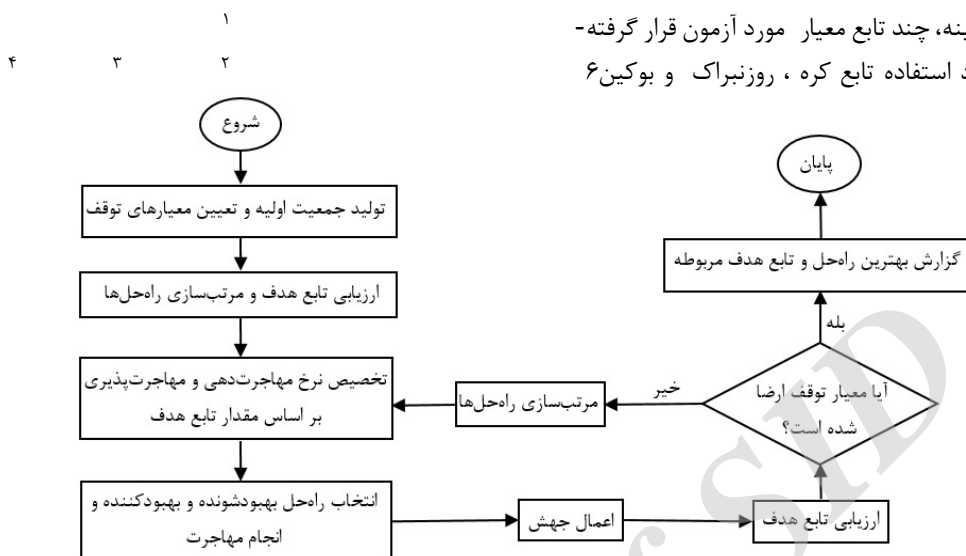 ۱
ینه، چند تابع معیار مورد آزمون قرار گرفته-
۴ ۳ ۲
استفاده تابع کره ، روزنبراک و بوکین۶
شروع
تولید جمعیت اولیه و تعیین معیارهای توقف
ارزیابی تابع هدف و مرتب‌سازی راه‌حل‌ها
تخصیص نرخ مهاجرت‌دهی و مهاجرت‌پذیری
بر اساس مقدار تابع هدف
انتخاب راه‌حل بهبودشونده و بهبودکننده و
انجام مهاجرت
اعمال جهش
ارزیابی تابع هدف
آیا معیار توقف ارضا
شده است؟
خیر
مرتب‌سازی راه‌حل‌ها
بله
گزارش بهترین راه‌حل و تابع هدف مربوطه
پایان
SID